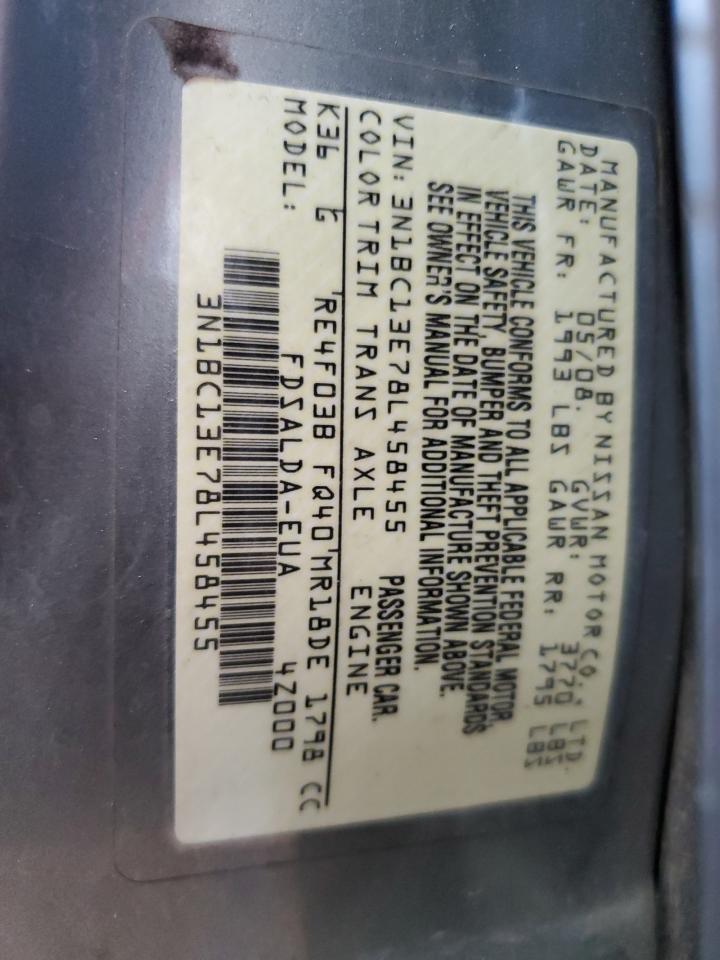 MANUFACTURED BY NISSAN MOTOR CO., LTD.
DATE: 05/08. GVWR: 3770 LBS
GAWR FR: 1993 LBS GAWR RR: 1795 LBS
THIS VEHICLE CONFORMS TO ALL APPLICABLE FEDERAL MOTOR
VEHICLE SAFETY, BUMPER AND THEFT PREVENTION STANDARDS
IN EFFECT ON THE DATE OF MANUFACTURE SHOWN ABOVE.
SEE OWNER'S MANUAL FOR ADDITIONAL INFORMATION.
VIN: 3N1BC13E78L458455 PASSENGER CAR.
COLOR TRIM TRANS AXLE ENGINE
K36 G RE4F03B FQ40 MR18DE 1798 CC
MODEL: FDSALDA-EUA 4Z000
3N1BC13E78L458455